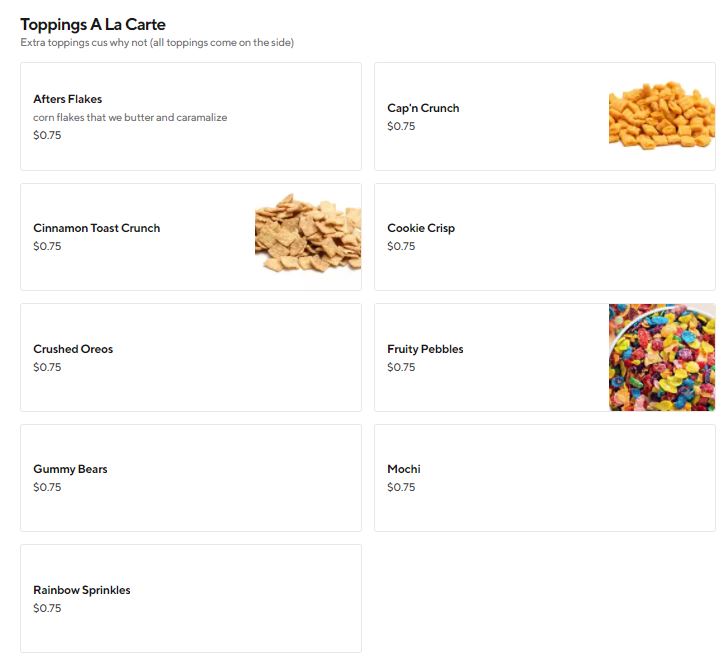 Toppings A La Carte
Extra toppings cus why not (all toppings come on the side)
Afters Flakes
corn flakes that we butter and caramalize
$0.75
Cap'n Crunch
$0.75
Cinnamon Toast Crunch
$0.75
Cookie Crisp
$0.75
Crushed Oreos
$0.75
Fruity Pebbles
$0.75
Gummy Bears
$0.75
Mochi
$0.75
Rainbow Sprinkles
$0.75